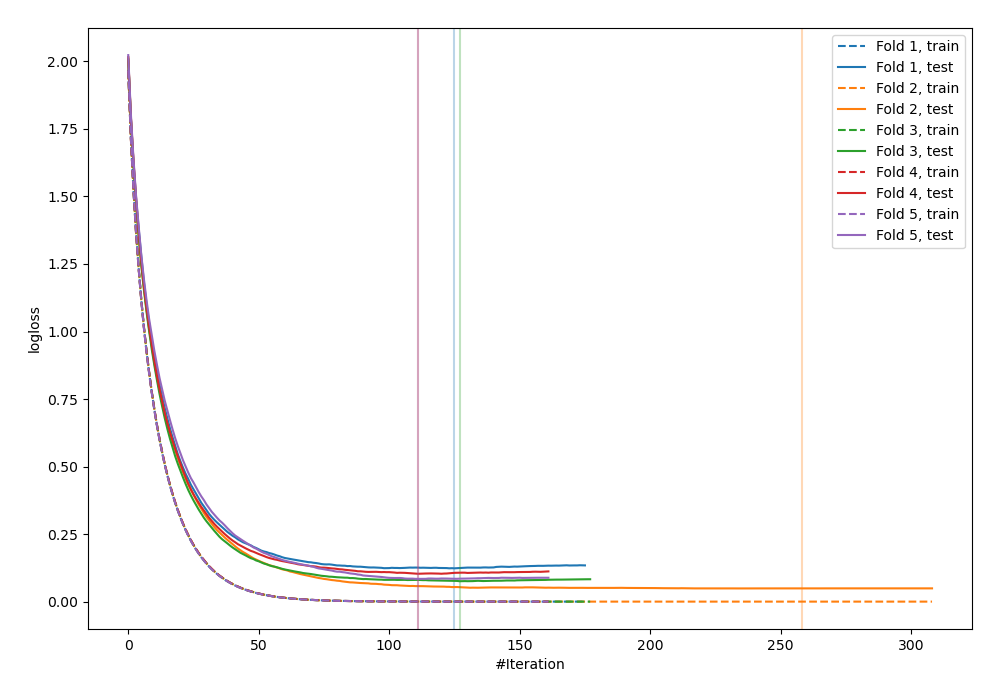 2.00
1.75
1.50
1.25
1.00
0.75
0.50
0.25
0.00
logloss
0
50
100
150
200
250
300
#Iteration
Fold 1, train
Fold 1, test
Fold 2, train
Fold 2, test
Fold 3, train
Fold 3, test
Fold 4, train
Fold 4, test
Fold 5, train
Fold 5, test